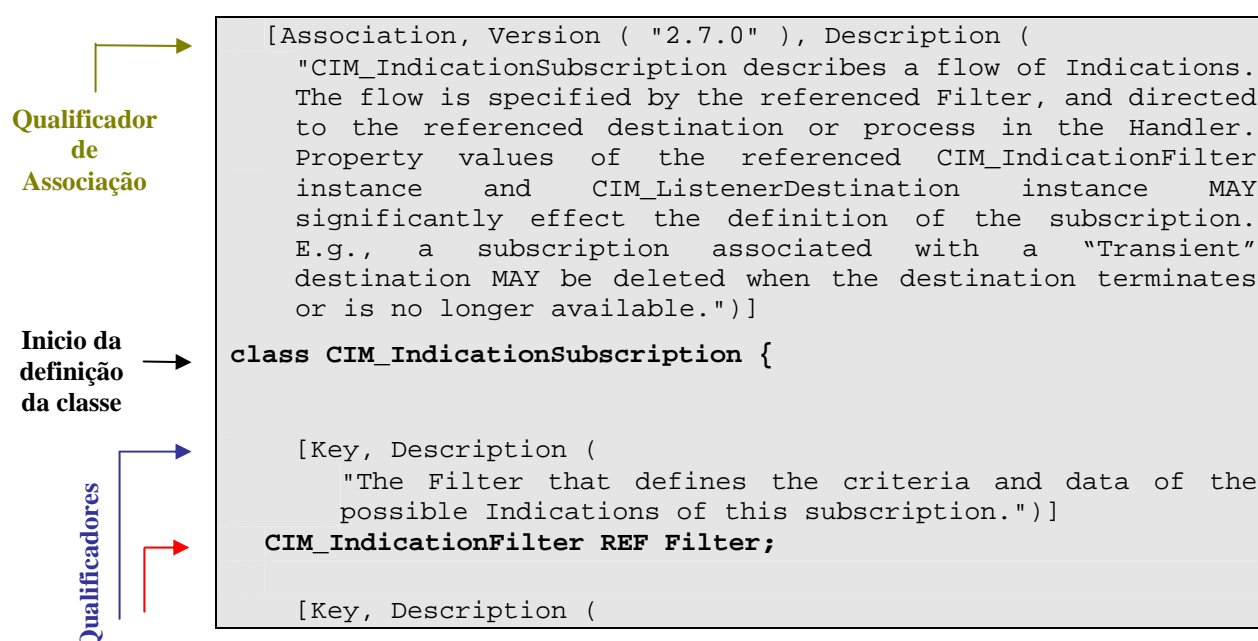 [Association, Version ( "2.7.0" ), Description (
"CIM_IndicationSubscription describes a flow of Indications.
The flow is specified by the referenced Filter, and directed
to the referenced destination or process in the Handler.
Property values of the referenced CIM_IndicationFilter
instance and CIM_ListenerDestination instance MAY
significantly effect the definition of the subscription.
E.g., a subscription associated with a “Transient”
destination MAY be deleted when the destination terminates
or is no longer available.")]
Qualificador
de
Associação
Inicio da
definição
da classe
class CIM_IndicationSubscription {
[Key, Description (
"The Filter that defines the criteria and data of the
possible Indications of this subscription.")]
CIM_IndicationFilter REF Filter;
[Key, Description (
Qualificadores